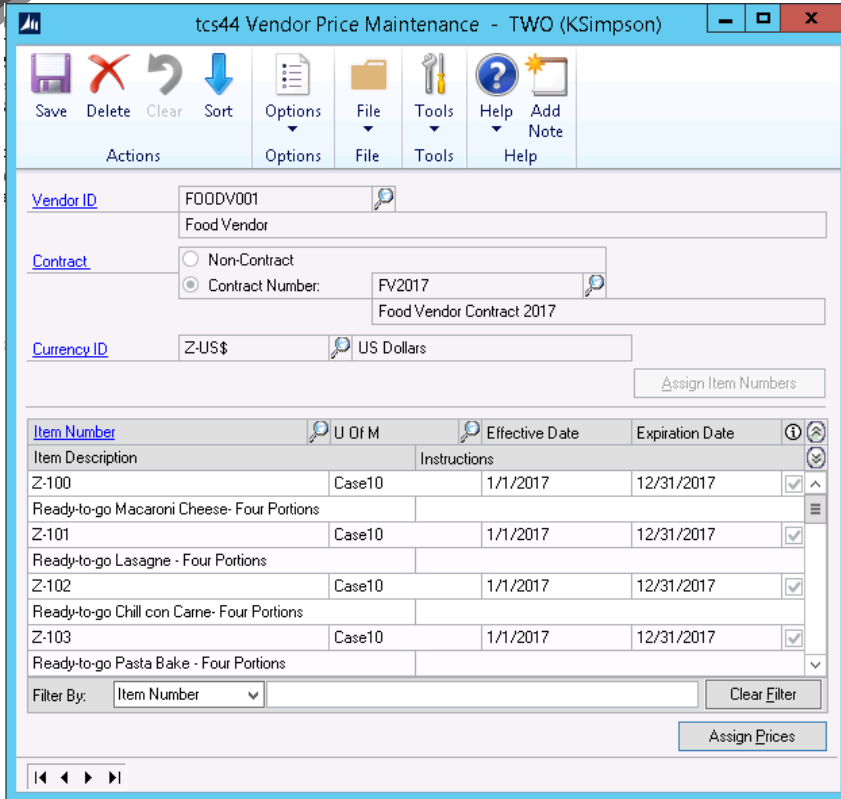 tcs44 Vendor Price Maintenance - TWO (KSimpson)
Save Delete Clear Sort Options File Tools Help Add Note
Actions Options File Tools Help
Vendor ID FOODV001
Food Vendor
Contract Non-Contract
Contract Number: FV2017
Food Vendor Contract 2017
Currency ID Z-US$ US Dollars
Assign Item Numbers
Item Number U Of M Effective Date Expiration Date
Item Description Instructions
Z-100 Case10 1/1/2017 12/31/2017
Ready-to-go Macaroni Cheese- Four Portions
Z-101 Case10 1/1/2017 12/31/2017
Ready-to-go Lasagne - Four Portions
Z-102 Case10 1/1/2017 12/31/2017
Ready-to-go Chill con Carne- Four Portions
Z-103 Case10 1/1/2017 12/31/2017
Ready-to-go Pasta Bake - Four Portions
Filter By: Item Number Clear Filter
Assign Prices